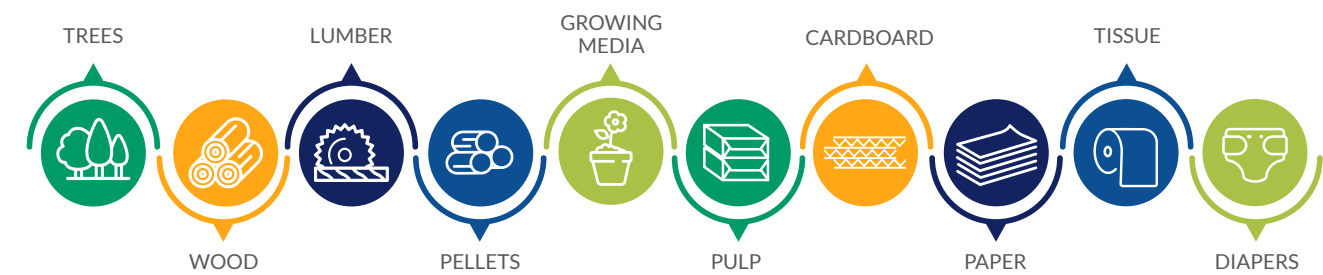 TREES
WOOD
LUMBER
PELLETS
GROWING
MEDIA
PULP
CARDBOARD
PAPER
TISSUE
DIAPERS